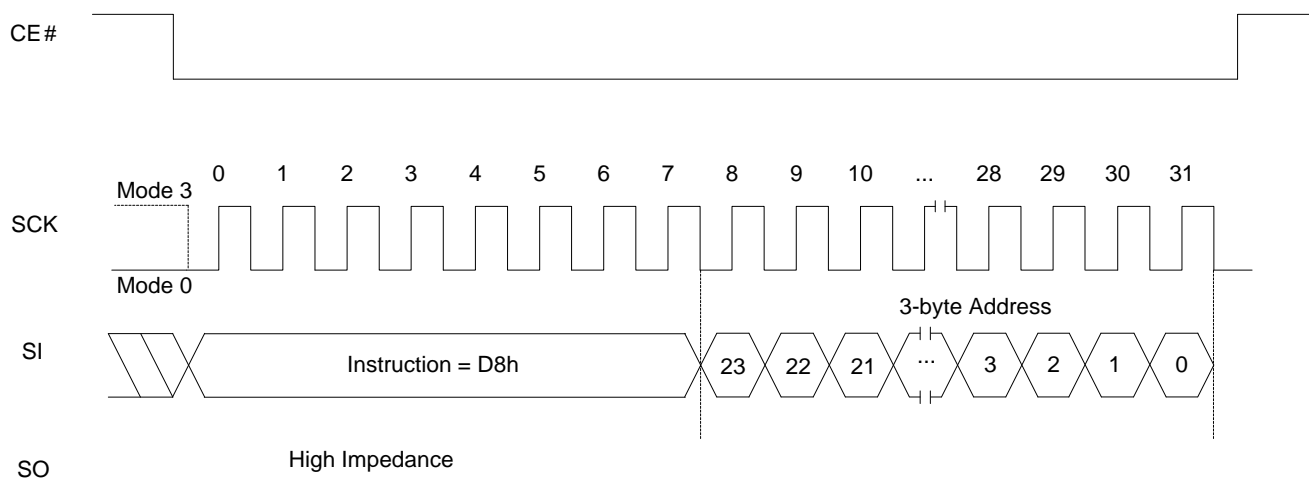 CE#
0 1 2 3 4 5 6 7 8 9 10 ... 28 29 30 31
Mode 3
SCK
Mode 0
3-byte Address
SI
Instruction = D8h
23 22 21 ... 3 2 1 0
High Impedance
SO